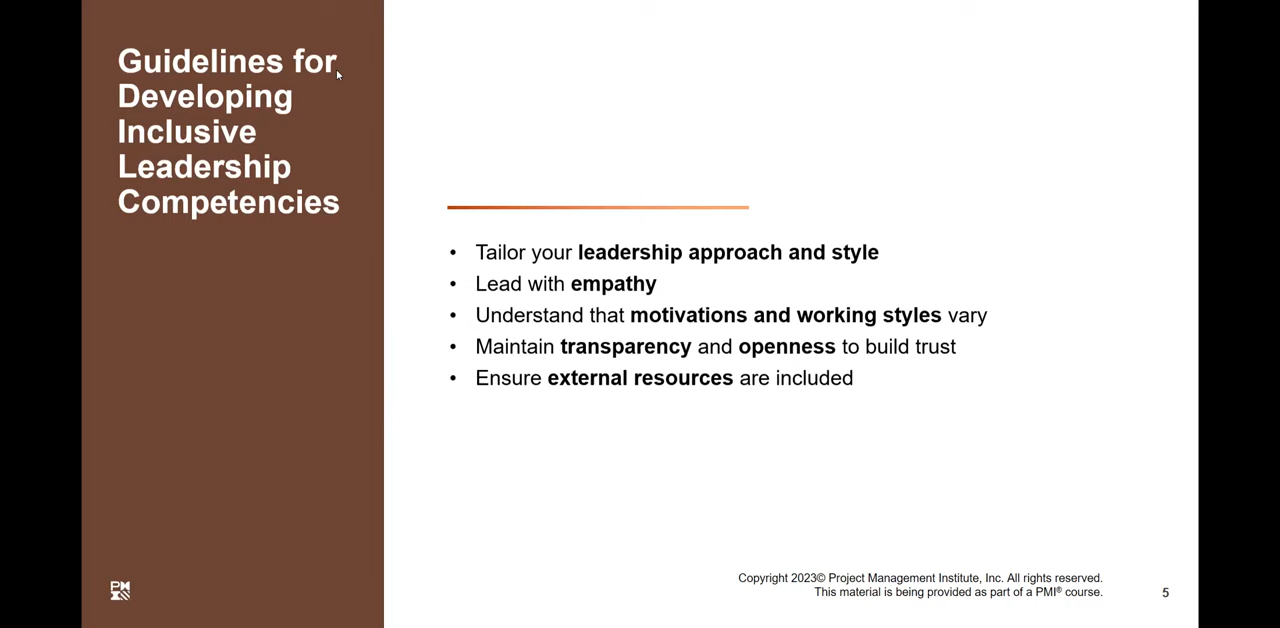 Guidelines for
Developing
Inclusive
Leadership
Competencies
• Tailor your leadership approach and style
• Lead with empathy
• Understand that motivations and working styles vary
• Maintain transparency and openness to build trust
• Ensure external resources are included
PM
Copyright 2023© Project Management Institute, Inc. All rights reserved.
This material is being provided as part of a PMI® course.
5